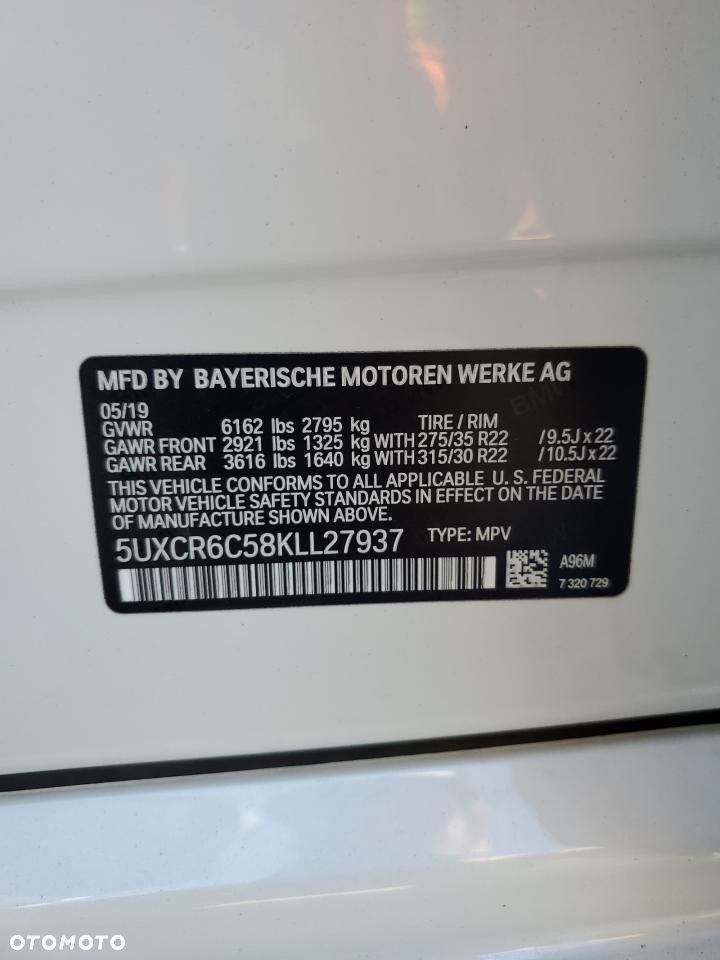 MFD BY BAYERISCHE MOTOREN WERKE AG
05/19
GVWR 6162 lbs 2795 kg TIRE / RIM
GAWR FRONT 2921 lbs 1325 kg WITH 275/35 R22 /9.5J x 22
GAWR REAR 3616 lbs 1640 kg WITH 315/30 R22 /10.5J x 22
THIS VEHICLE CONFORMS TO ALL APPLICABLE U.S. FEDERAL
MOTOR VEHICLE SAFETY STANDARDS IN EFFECT ON THE DATE
OF MANUFACTURE SHOWN ABOVE.
5UXCR6C58KLL27937 TYPE: MPV
A96M
7 320 729
OTOMOTO